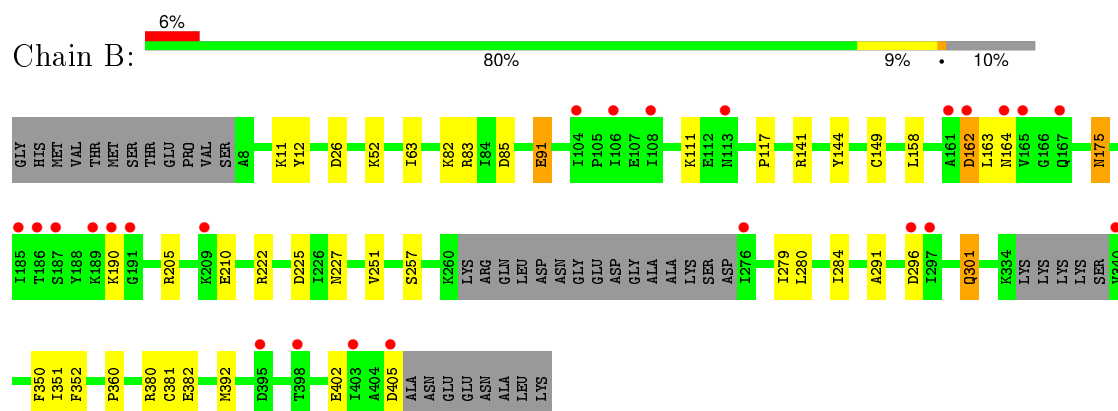 6%
Chain B:
80% 9% • 10%
GLY HIS MET VAL THR MET SER THR GLU PRO VAL SER A8 K11 Y12 D26 K52 I63 K82 R83 I84 D85 E91 I104 P105 I106 E107 I108 K111 E112 N113 P117 R141 Y144 C149 L158 A161 D162 L163 N164 V165 G166 Q167 N175
I185 T186 S187 Y188 K189 K190 G191 R205 K209 E210 R222 D225 I226 N227 V251 S257 K260 LYS ARG GLN LEU ASP ASN GLY GLU ASP GLY ALA ALA LYS SER ASP I276 I279 L280 I284 A291 D296 I297 Q301 K334 LYS LYS LYS LYS SER V340
F350 I351 F352 P360 R380 C381 E382 M392 D395 T398 E402 I403 A404 D405 ALA ASN GLU GLU ASN ALA LEU LYS